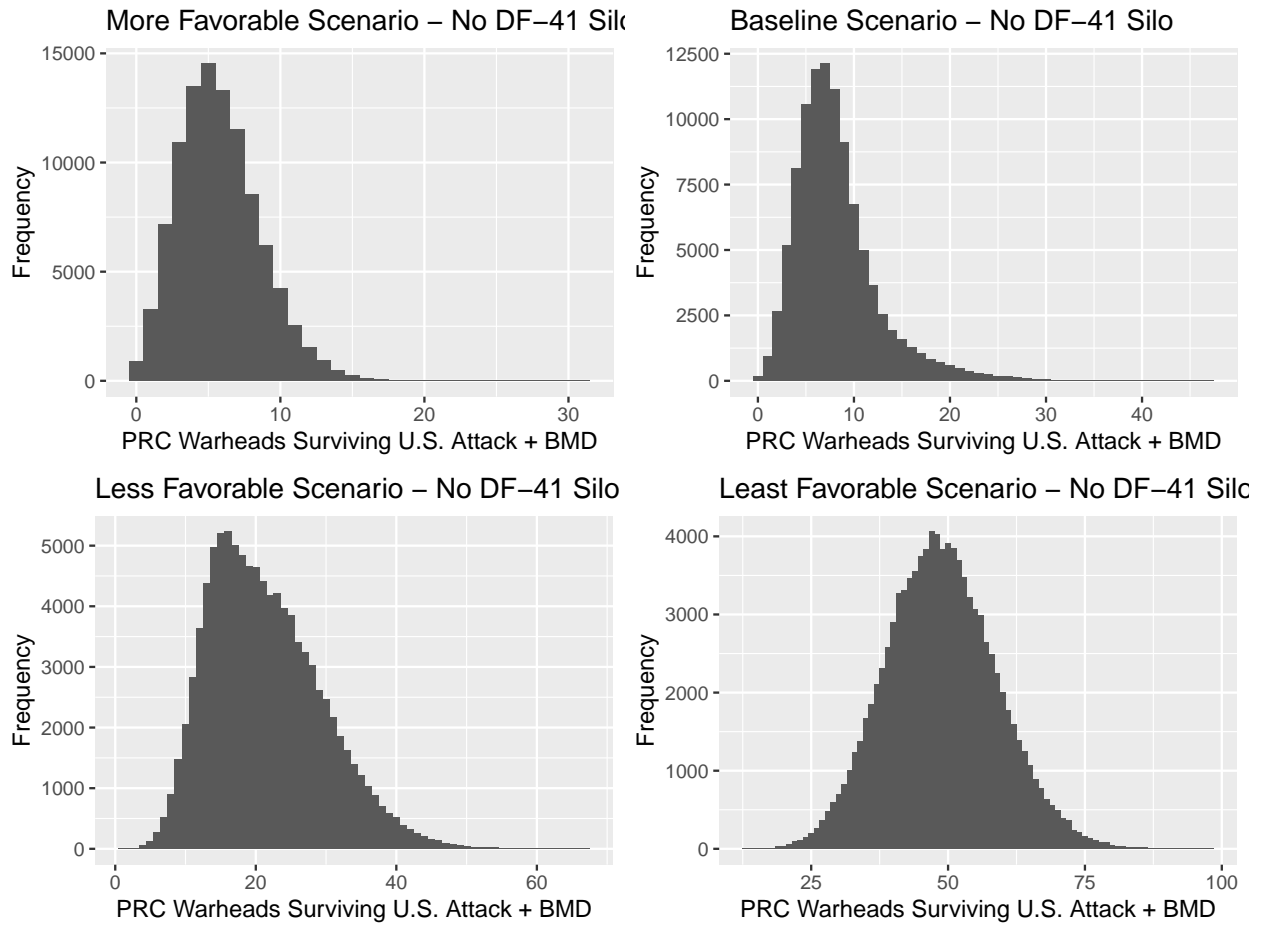 More Favorable Scenario – No DF−41 Silo
15000
10000
5000
0
Frequency
0 10 20 30
PRC Warheads Surviving U.S. Attack + BMD
Baseline Scenario – No DF−41 Silo
12500
10000
7500
5000
2500
0
Frequency
0 10 20 30 40
PRC Warheads Surviving U.S. Attack + BMD
Less Favorable Scenario – No DF−41 Silo
5000
4000
3000
2000
1000
0
Frequency
0 20 40 60
PRC Warheads Surviving U.S. Attack + BMD
Least Favorable Scenario – No DF−41 Silo
4000
3000
2000
1000
0
Frequency
25 50 75 100
PRC Warheads Surviving U.S. Attack + BMD